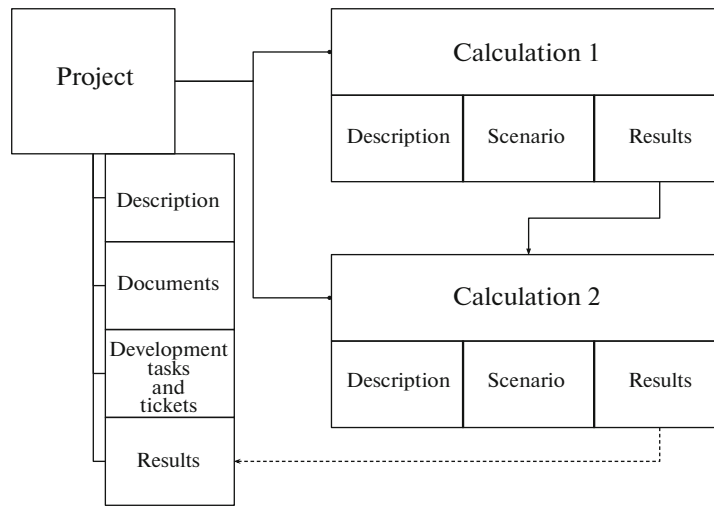 Project
Description
Documents
Development
tasks
and
tickets
Results
Calculation 1
Description
Scenario
Results
Calculation 2
Description
Scenario
Results